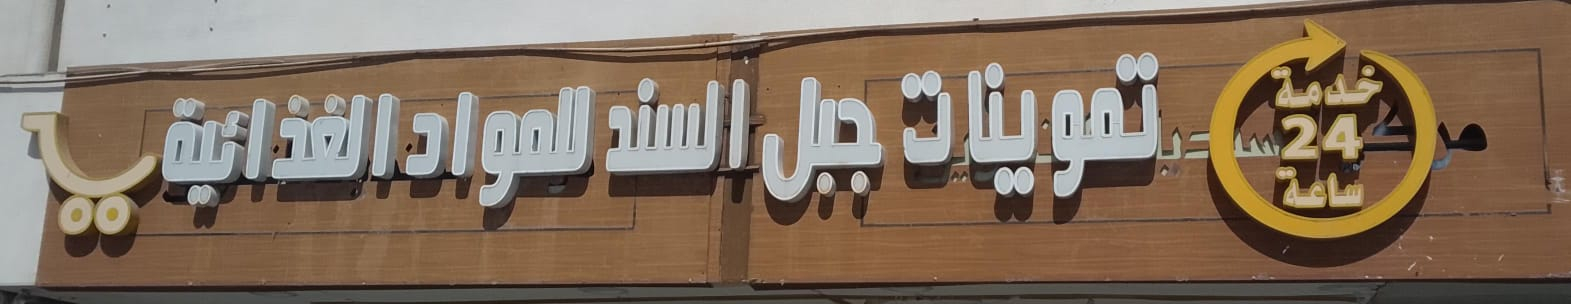 خدمة
24
ساعة
تموينات جبل السند للمواد الغذائية